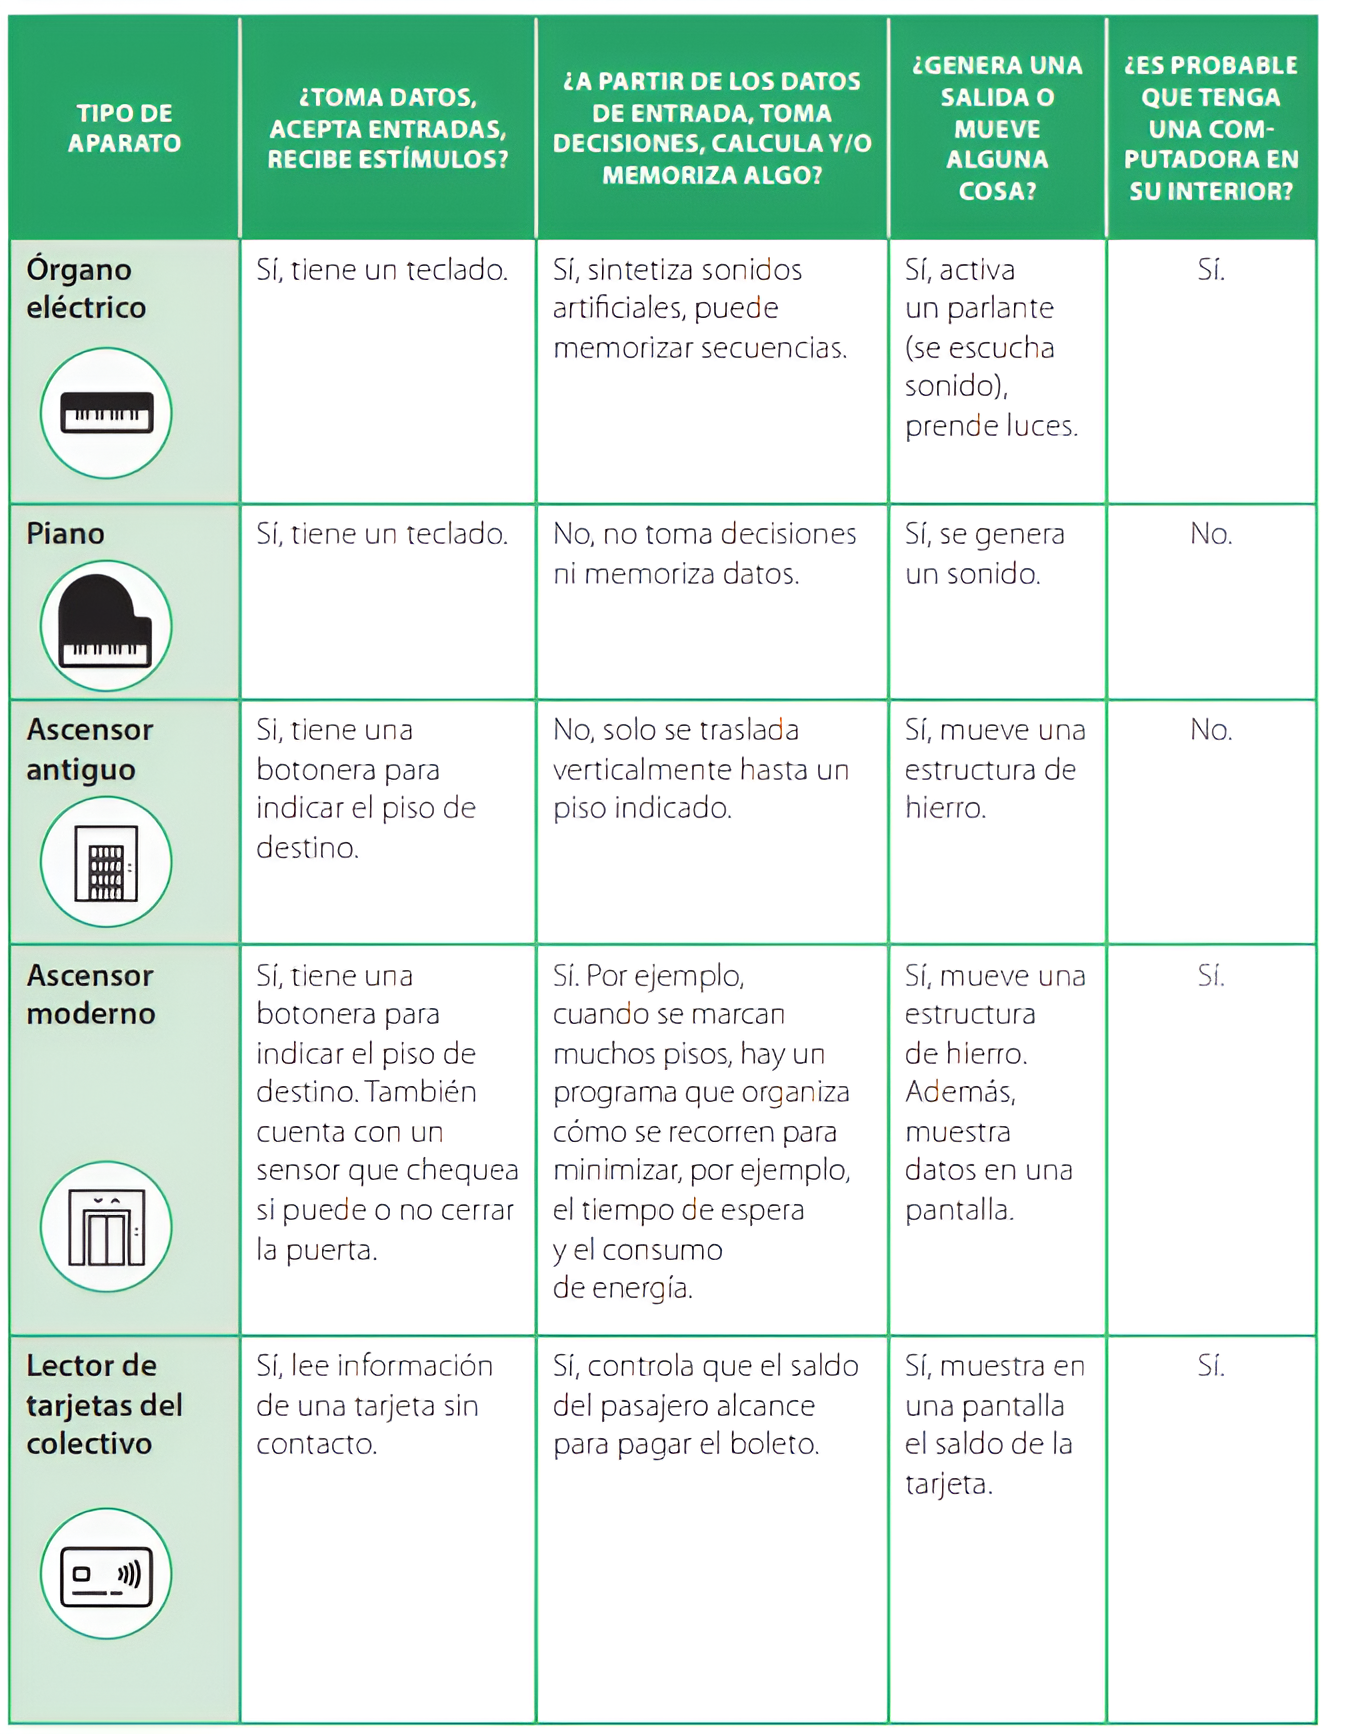 TIPO DE
APARATO
¿TOMA DATOS,
ACEPTA ENTRADAS,
RECIBE ESTÍMULOS?
¿A PARTIR DE LOS DATOS
DE ENTRADA, TOMA
DECISIONES, CALCULA Y/O
MEMORIZA ALGO?
¿GENERA UNA
SALIDA O
MUEVE
ALGUNA
COSA?
¿ES PROBABLE
QUE TENGA
UNA COM-
PUTADORA EN
SU INTERIOR?
Órgano
eléctrico
Sí, tiene un teclado.
Sí, sintetiza sonidos
artificiales, puede
memorizar secuencias.
Sí, activa
un parlante
(se escucha
sonido),
prende luces.
Sí.
Piano
Sí, tiene un teclado.
No, no toma decisiones
ni memoriza datos.
Sí, se genera
un sonido.
No.
Ascensor
antiguo
Si, tiene una
botonera para
indicar el piso de
destino.
No, solo se traslada
verticalmente hasta un
piso indicado.
Sí, mueve una
estructura de
hierro.
No.
Ascensor
moderno
Sí, tiene una
botonera para
indicar el piso de
destino. También
cuenta con un
sensor que chequea
si puede o no cerrar
la puerta.
Sí. Por ejemplo,
cuando se marcan
muchos pisos, hay un
programa que organiza
cómo se recorren para
minimizar, por ejemplo,
el tiempo de espera
y el consumo
de energía.
Sí, mueve una
estructura
de hierro.
Además,
muestra
datos en una
pantalla.
Sí.
Lector de
tarjetas del
colectivo
Sí, lee información
de una tarjeta sin
contacto.
Sí, controla que el saldo
del pasajero alcance
para pagar el boleto.
Sí, muestra en
una pantalla
el saldo de la
tarjeta.
Sí.